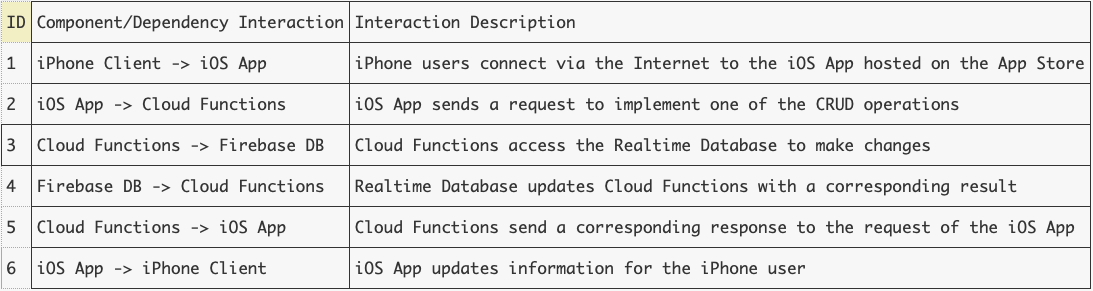 ID Component/Dependency Interaction Interaction Description
1 iPhone Client -> iOS App iPhone users connect via the Internet to the iOS App hosted on the App Store
2 iOS App -> Cloud Functions iOS App sends a request to implement one of the CRUD operations
3 Cloud Functions -> Firebase DB Cloud Functions access the Realtime Database to make changes
4 Firebase DB -> Cloud Functions Realtime Database updates Cloud Functions with a corresponding result
5 Cloud Functions -> iOS App Cloud Functions send a corresponding response to the request of the iOS App
6 iOS App -> iPhone Client iOS App updates information for the iPhone user